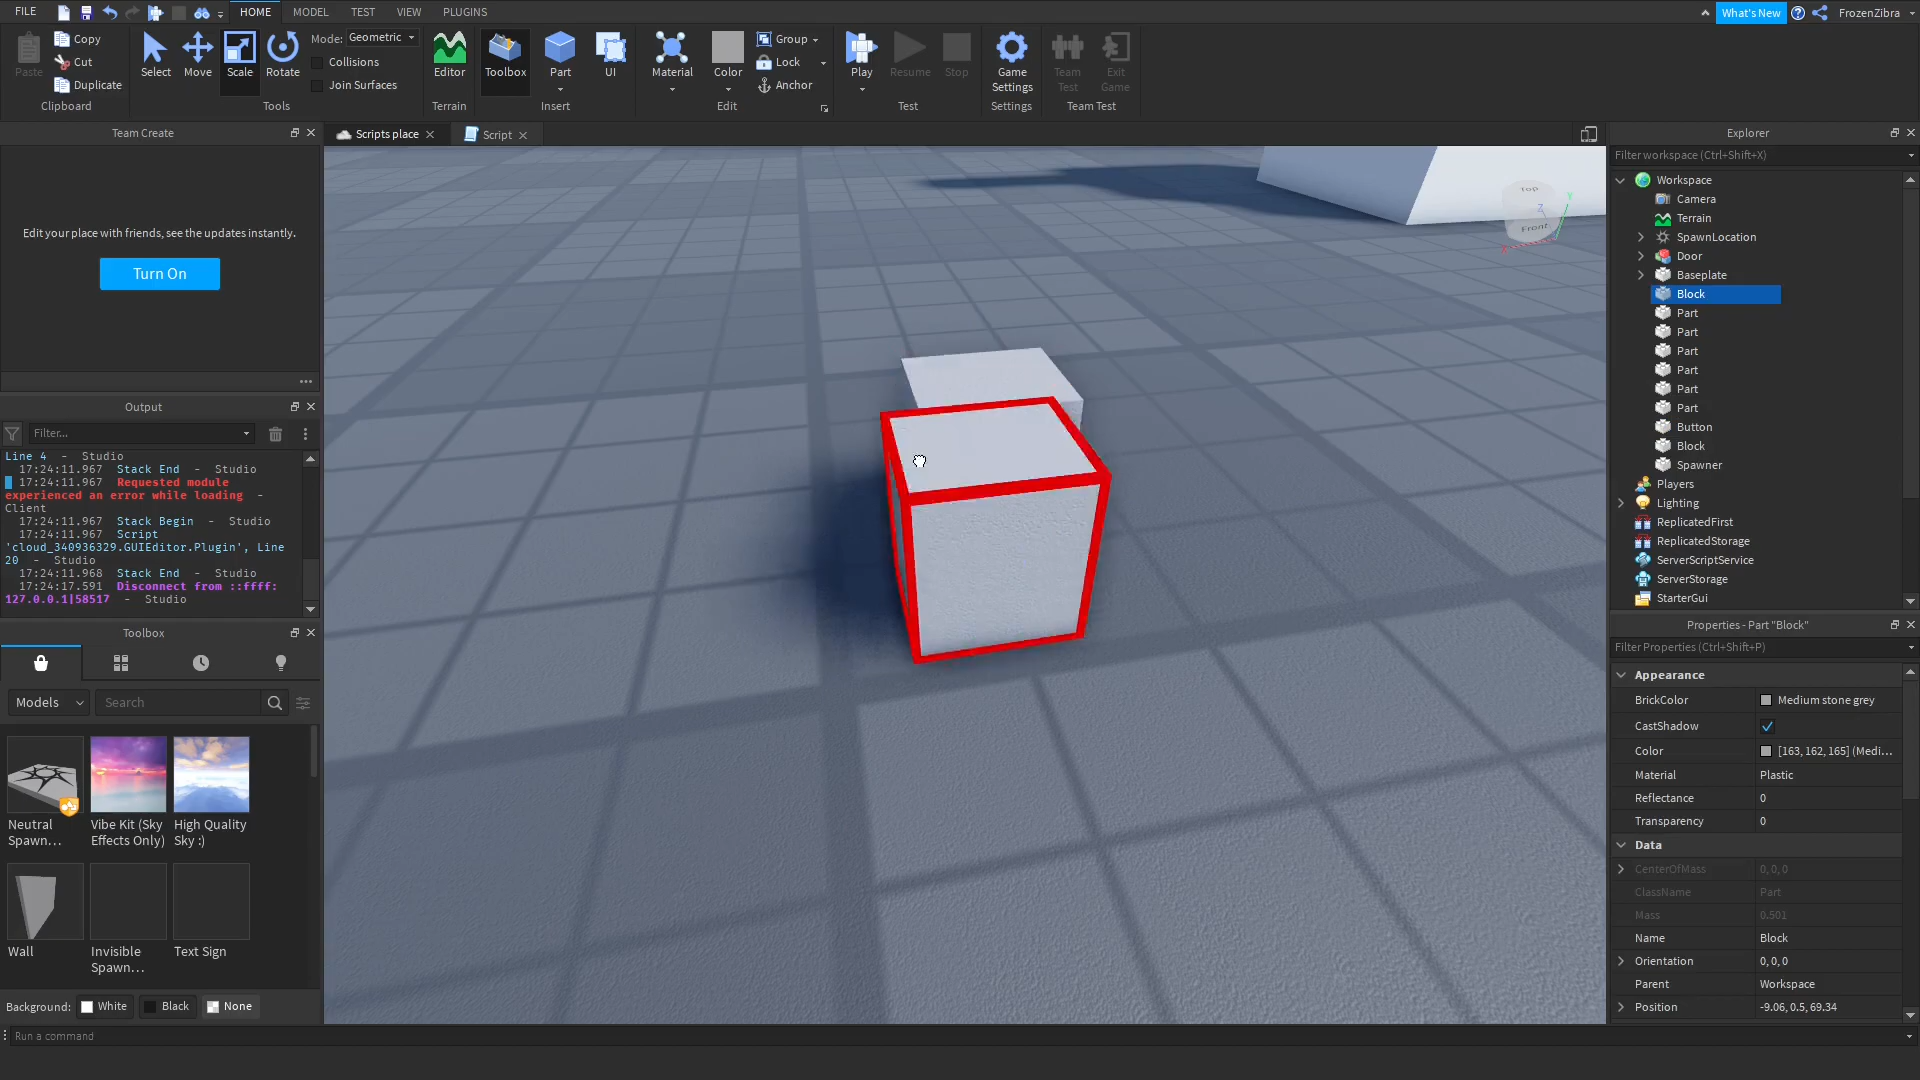 FILE
HOME
MODEL
TEST
VIEW
PLUGINS
What's New
FrozenZibra
Paste
Copy
Cut
Duplicate
Clipboard
Select
Move
Scale
Rotate
Mode: Geometric
Collisions
Join Surfaces
Tools
Editor
Terrain
Toolbox
Part
UI
Insert
Material
Color
Group
Lock
Anchor
Edit
Play
Resume
Stop
Test
Game
Settings
Settings
Team
Test
Exit
Game
Team Test
Team Create
Edit your place with friends, see the updates instantly.
Turn On
Scripts place
Script
Top
Front
X
Y
Z
Output
Filter...
Line 4 - Studio
17:24:11.967 Stack End - Studio
17:24:11.967 Requested module
experienced an error while loading -
Client
17:24:11.967 Stack Begin - Studio
17:24:11.967 Script
'cloud_340936329.GUIEditor.Plugin', Line
20 - Studio
17:24:11.968 Stack End - Studio
17:24:17.591 Disconnect from ::ffff:
127.0.0.1|58517 - Studio
Toolbox
Models
Search
Neutral
Spawn...
Vibe Kit (Sky
Effects Only)
High Quality
Sky :)
Wall
Invisible
Spawn...
Text Sign
Background:
White
Black
None
Run a command
Explorer
Filter workspace (Ctrl+Shift+X)
Workspace
Camera
Terrain
SpawnLocation
Door
Baseplate
Block
Part
Part
Part
Part
Part
Part
Button
Block
Spawner
Players
Lighting
ReplicatedFirst
ReplicatedStorage
ServerScriptService
ServerStorage
StarterGui
Properties - Part "Block"
Filter Properties (Ctrl+Shift+P)
Appearance
BrickColor Medium stone grey
CastShadow
Color [163, 162, 165] (Medi...
Material Plastic
Reflectance 0
Transparency 0
Data
CenterOfMass 0, 0, 0
ClassName Part
Mass 0.501
Name Block
Orientation 0, 0, 0
Parent Workspace
Position -9.06, 0.5, 69.34